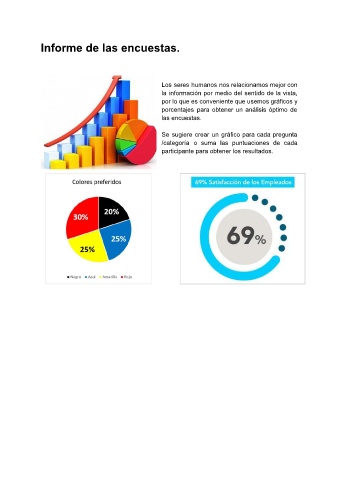 Informe de las encuestas.
Los seres humanos nos relacionamos mejor con
la información por medio del sentido de la vista,
por lo que es conveniente que usemos gráficos y
porcentajes para obtener un análisis óptimo de
las encuestas.
Se sugiere crear un gráfico para cada pregunta
/categoría o suma las puntuaciones de cada
participante para obtener los resultados.
Colores preferidos
30%
20%
25%
25%
Negro Azul Amarillo Rojo
69% Satisfacción de los Empleados
69%